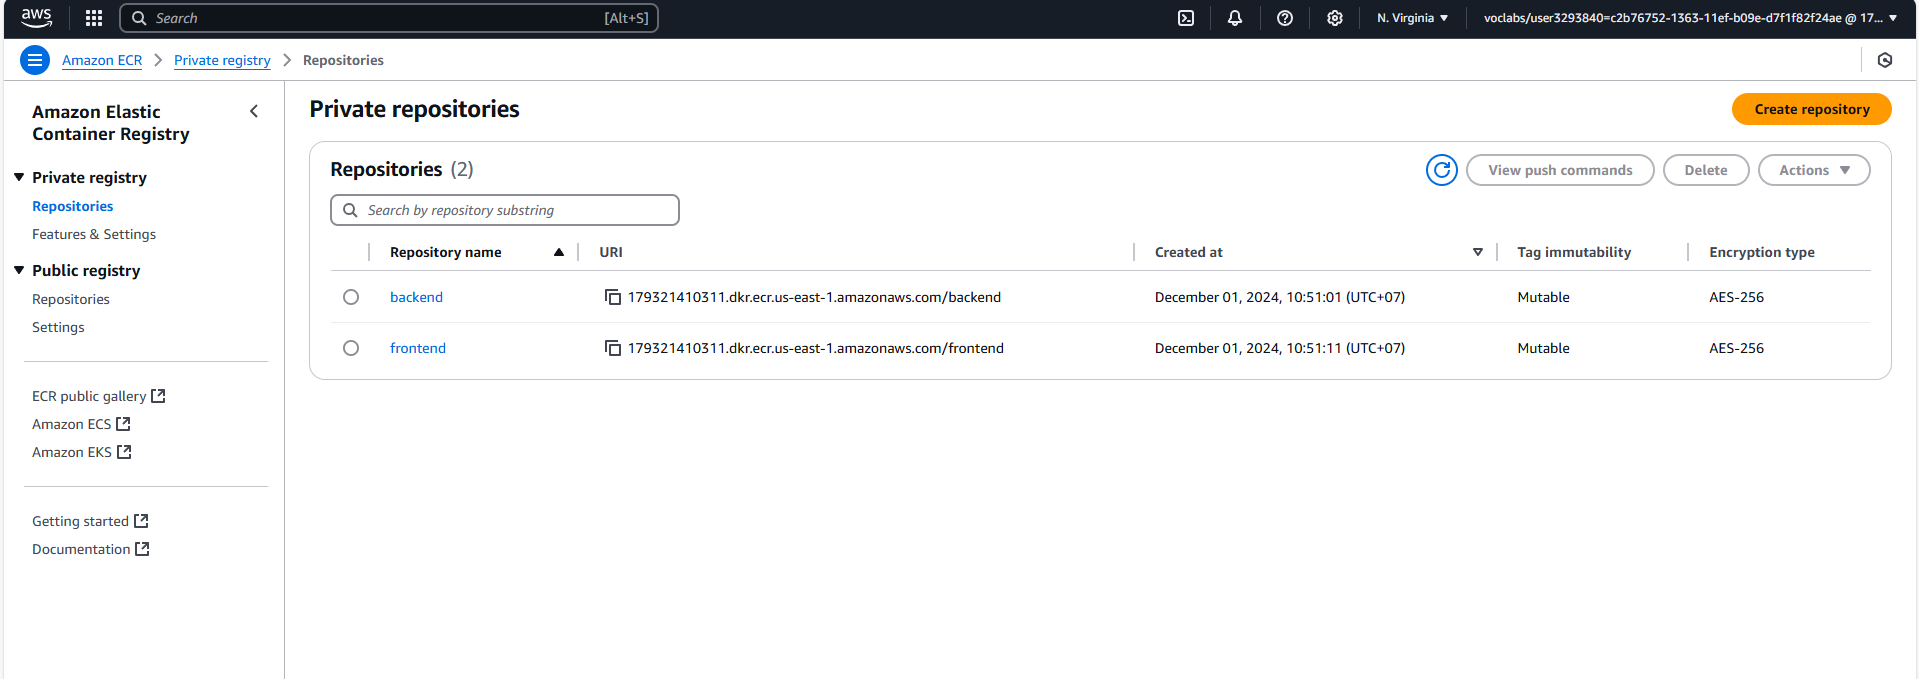 aws
Search [Alt+S]
N. Virginia
voclabs/user3293840=c2b76752-1363-11ef-b09e-d7f1f82f24ae @ 17...
Amazon ECR
Private registry
Repositories
Amazon Elastic
Container Registry
Private registry
Repositories
Features & Settings
Public registry
Repositories
Settings
ECR public gallery
Amazon ECS
Amazon EKS
Getting started
Documentation
Private repositories
Create repository
Repositories (2)
View push commands
Delete
Actions
Search by repository substring
Repository name URI Created at Tag immutability Encryption type
backend 179321410311.dkr.ecr.us-east-1.amazonaws.com/backend December 01, 2024, 10:51:01 (UTC+07) Mutable AES-256
frontend 179321410311.dkr.ecr.us-east-1.amazonaws.com/frontend December 01, 2024, 10:51:11 (UTC+07) Mutable AES-256